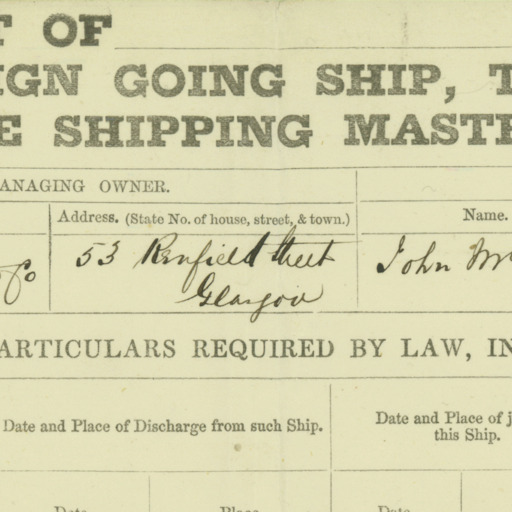 T OF
IGN GOING SHIP, T
E SHIPPING MASTE
ANAGING OWNER.
Address. (State No. of house, street, & town.)
Name.
53 Renfield Street
Glasgow
John Mc
ARTICULARS REQUIRED BY LAW, IN
Date and Place of Discharge from such Ship.
Date and Place of j
this Ship.
Date
Place
Date